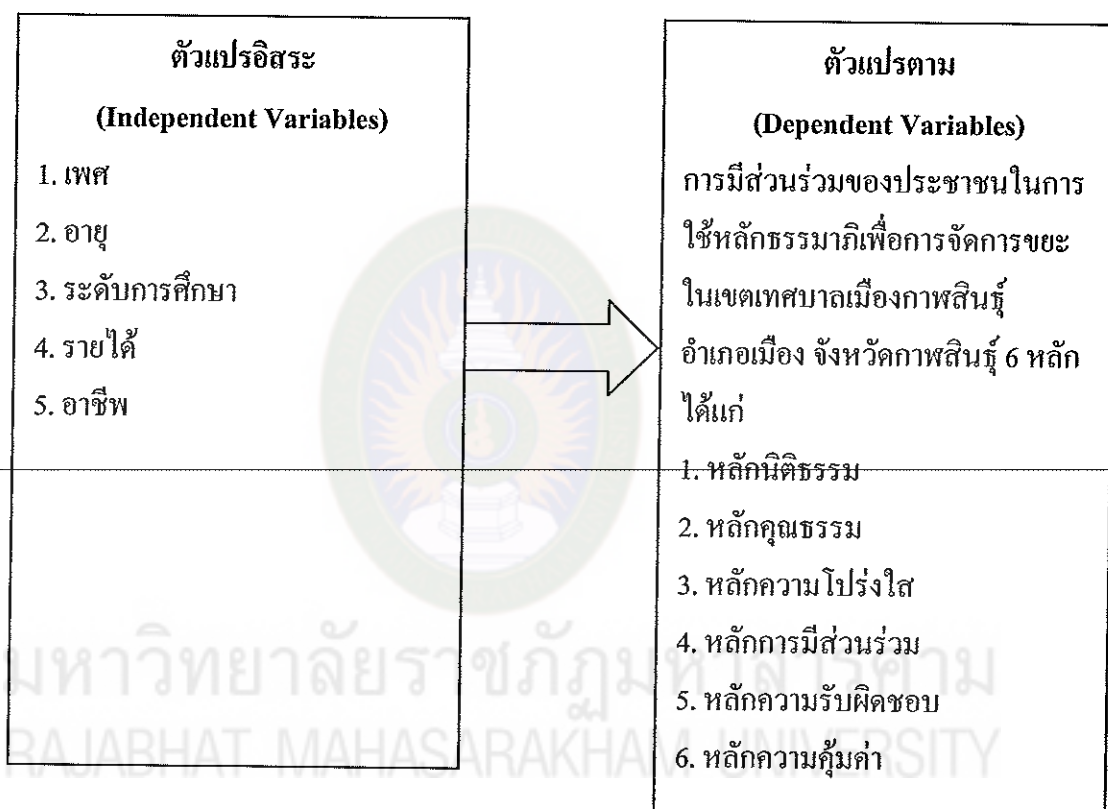 ตัวแปรอิสระ
(Independent Variables)
1. เพศ
2. อายุ
3. ระดับการศึกษา
4. รายได้
5. อาชีพ
ตัวแปรตาม
(Dependent Variables)
การมีส่วนร่วมของประชาชนในการ
ใช้หลักธรรมาภิเพื่อการจัดการขยะ
ในเขตเทศบาลเมืองกาฬสินธุ์
อำเภอเมือง จังหวัดกาฬสินธุ์ 6 หลัก
ได้แก่
1. หลักนิติธรรม
2. หลักคุณธรรม
3. หลักความโปร่งใส
4. หลักการมีส่วนร่วม
5. หลักความรับผิดชอบ
6. หลักความคุ้มค่า
มหาวิทยาลัยราชภัฏมหาสารคาม
RAJABHAT MAHASARAKHAM UNIVERSITY